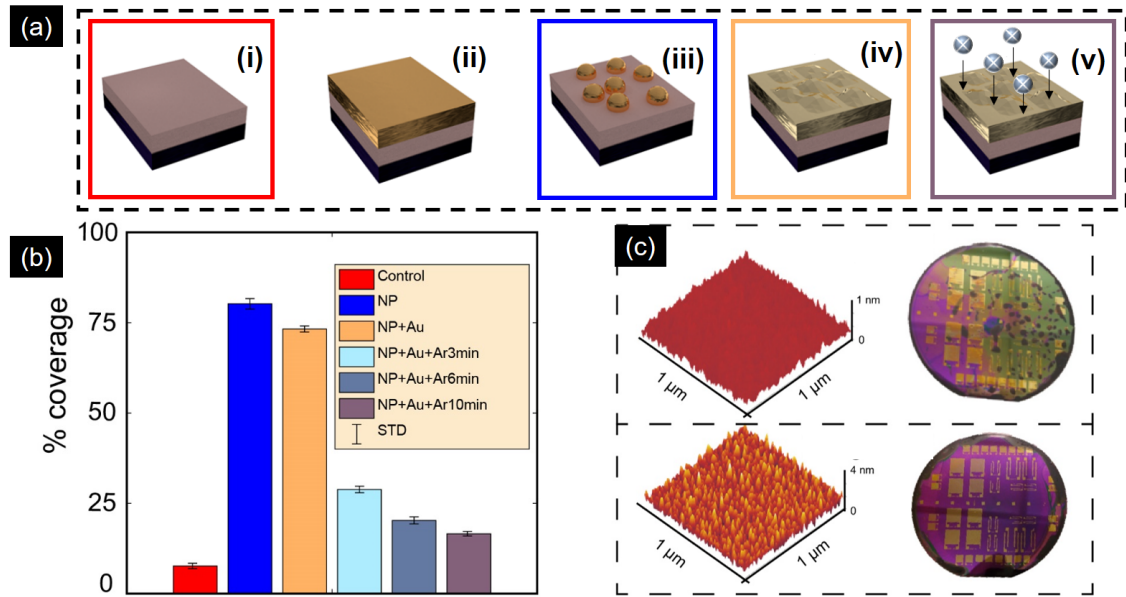 (a)
(i)
(ii)
(iii)
(iv)
(v)
(b)
% coverage
100
75
50
25
0
Control
NP
NP+Au
NP+Au+Ar3min
NP+Au+Ar6min
NP+Au+Ar10min
STD
(c)
1 nm
0
1 µm
1 µm
4 nm
0
1 µm
1 µm